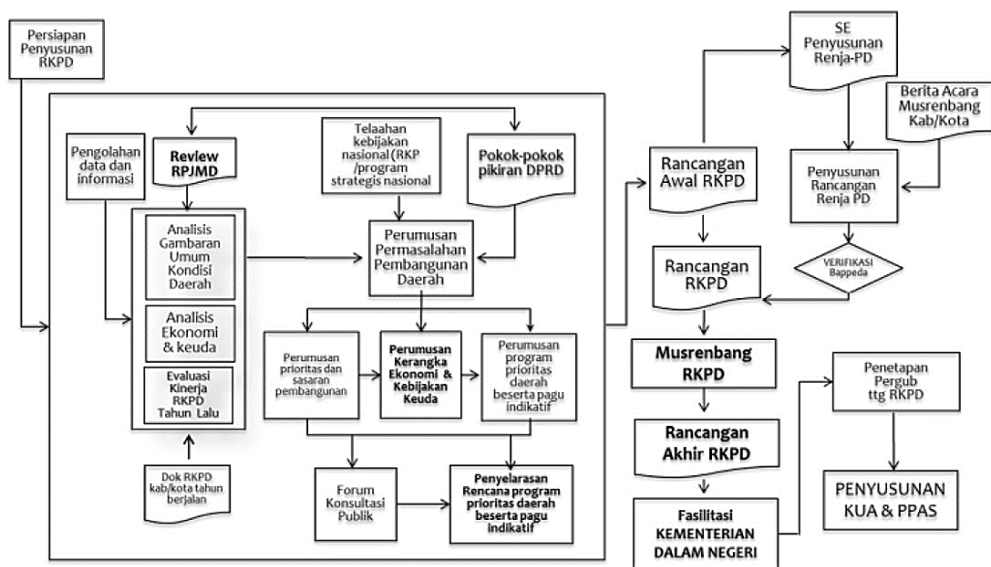 Persiapan
Penyusunan
RKPD
Pengolahan
data dan
informasi
Review
RPJMD
Telaahan
kebijakan
nasional (RKP
/program
strategis nasional
Pokok-pokok
pikiran DPRD
Analisis
Gambaran
Umum
Kondisi
Daerah
Analisis
Ekonomi
& keuda
Evaluasi
Kinerja
RKPD
Tahun Lalu
Dok RKPD
kab/kota tahun
berjalan
Perumusan
Permasalahan
Pembangunan
Daerah
Perumusan
prioritas dan
sasaran
pembangunan
Perumusan
Kerangka
Ekonomi &
Kebijakan
Keuda
Perumusan
program
prioritas
daerah
beserta pagu
indikatif
Forum
Konsultasi
Publik
Penyelarasan
Rencana program
prioritas daerah
beserta pagu
indikatif
Rancangan
Awal RKPD
Rancangan
RKPD
Musrenbang
RKPD
Rancangan
Akhir RKPD
Fasilitasi
KEMENTERIAN
DALAM NEGERI
SE
Penyusunan
Renja-PD
Berita Acara
Musrenbang
Kab/Kota
Penyusunan
Rancangan
Renja PD
VERIFIKASI
Bappeda
Penetapan
Pergub
ttg RKPD
PENYUSUNAN
KUA & PPAS